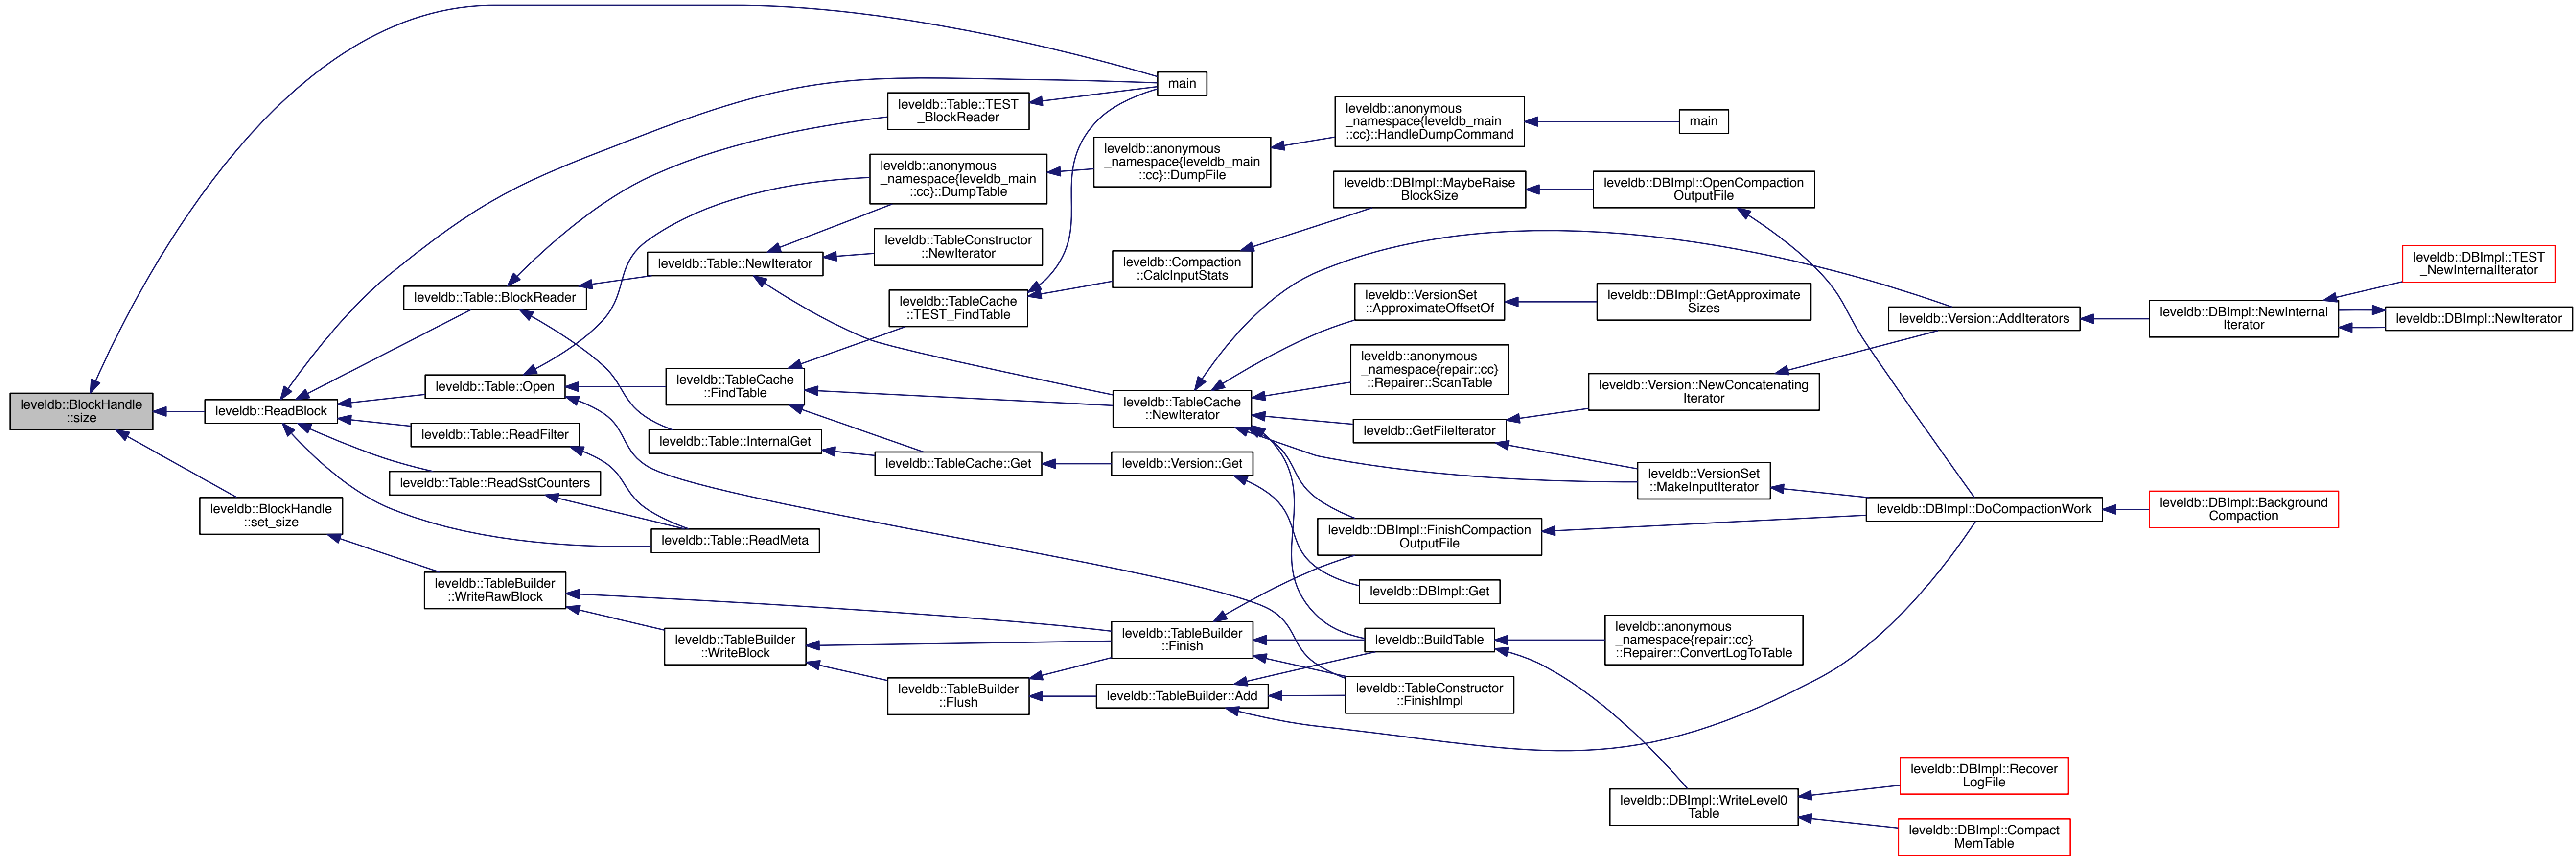 leveldb::BlockHandle
::size
leveldb::ReadBlock
leveldb::BlockHandle
::set_size
leveldb::Table::BlockReader
leveldb::Table::Open
leveldb::Table::ReadFilter
leveldb::Table::ReadSstCounters
leveldb::TableBuilder
::WriteRawBlock
leveldb::Table::NewIterator
leveldb::TableCache
::FindTable
leveldb::Table::InternalGet
leveldb::Table::ReadMeta
leveldb::TableBuilder
::WriteBlock
leveldb::Table::TEST
_BlockReader
leveldb::anonymous
_namespace{leveldb_main
::cc}::DumpTable
leveldb::TableConstructor
::NewIterator
leveldb::TableCache
::TEST_FindTable
leveldb::TableCache::Get
leveldb::TableBuilder
::Flush
main
leveldb::anonymous
_namespace{leveldb_main
::cc}::DumpFile
leveldb::Compaction
::CalcInputStats
leveldb::TableCache
::NewIterator
leveldb::Version::Get
leveldb::TableBuilder
::Finish
leveldb::TableBuilder::Add
leveldb::anonymous
_namespace{leveldb_main
::cc}::HandleDumpCommand
leveldb::DBImpl::MaybeRaise
BlockSize
leveldb::VersionSet
::ApproximateOffsetOf
leveldb::anonymous
_namespace{repair::cc}
::Repairer::ScanTable
leveldb::GetFileIterator
leveldb::DBImpl::FinishCompaction
OutputFile
leveldb::DBImpl::Get
leveldb::BuildTable
leveldb::TableConstructor
::FinishImpl
main
leveldb::DBImpl::OpenCompaction
OutputFile
leveldb::DBImpl::GetApproximate
Sizes
leveldb::Version::NewConcatenating
Iterator
leveldb::VersionSet
::MakeInputIterator
leveldb::anonymous
_namespace{repair::cc}
::Repairer::ConvertLogToTable
leveldb::DBImpl::WriteLevel0
Table
leveldb::Version::AddIterators
leveldb::DBImpl::DoCompactionWork
leveldb::DBImpl::Recover
LogFile
leveldb::DBImpl::Compact
MemTable
leveldb::DBImpl::NewInternal
Iterator
leveldb::DBImpl::Background
Compaction
leveldb::DBImpl::TEST
_NewInternalIterator
leveldb::DBImpl::NewIterator